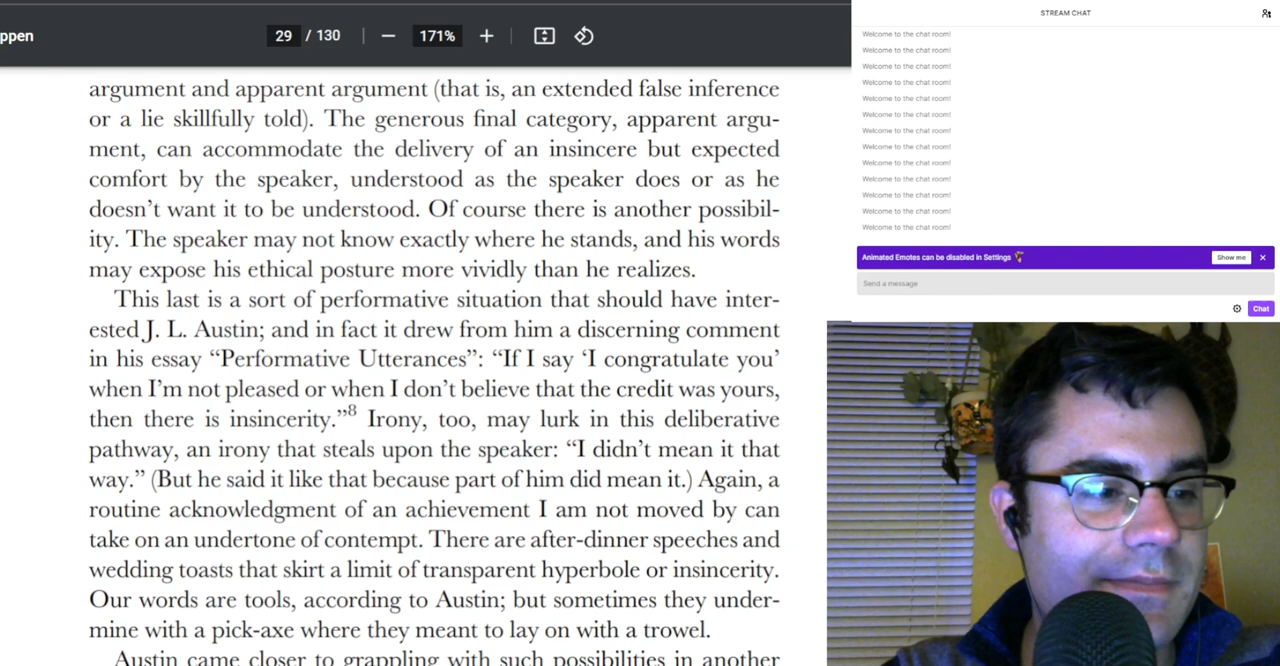 ppen
29 / 130
171%
argument and apparent argument (that is, an extended false inference
or a lie skillfully told). The generous final category, apparent argu-
ment, can accommodate the delivery of an insincere but expected
comfort by the speaker, understood as the speaker does or as he
doesn’t want it to be understood. Of course there is another possibil-
ity. The speaker may not know exactly where he stands, and his words
may expose his ethical posture more vividly than he realizes.
This last is a sort of performative situation that should have inter-
ested J. L. Austin; and in fact it drew from him a discerning comment
in his essay “Performative Utterances”: “If I say ‘I congratulate you’
when I’m not pleased or when I don’t believe that the credit was yours,
then there is insincerity.”8 Irony, too, may lurk in this deliberative
pathway, an irony that steals upon the speaker: “I didn’t mean it that
way.” (But he said it like that because part of him did mean it.) Again, a
routine acknowledgment of an achievement I am not moved by can
take on an undertone of contempt. There are after-dinner speeches and
wedding toasts that skirt a limit of transparent hyperbole or insincerity.
Our words are tools, according to Austin; but sometimes they under-
mine with a pick-axe where they meant to lay on with a trowel.
Austin came closer to grappling with such possibilities in another
STREAM CHAT
Welcome to the chat room!
Welcome to the chat room!
Welcome to the chat room!
Welcome to the chat room!
Welcome to the chat room!
Welcome to the chat room!
Welcome to the chat room!
Welcome to the chat room!
Welcome to the chat room!
Welcome to the chat room!
Welcome to the chat room!
Welcome to the chat room!
Welcome to the chat room!
Animated Emotes can be disabled in Settings
Show me
Send a message
Chat